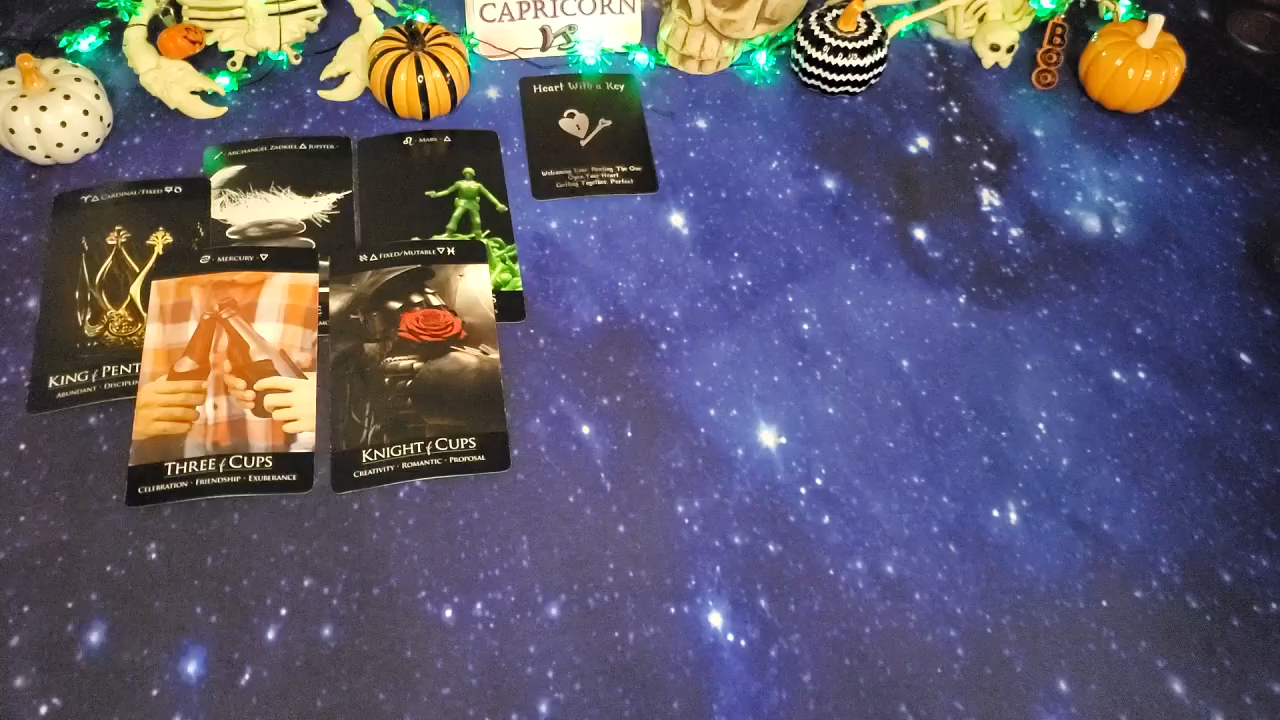 CAPRICORN
BOO
Heart With a Key
Welcoming Love, Meeting The One
Open Your Heart
Getting Together, Perfect
Archangel Zadkiel Jupiter
Mars
Cardinal/Fixed
Mercury
Fixed/Mutable
King of Pent
Abundant · Disciplin
Three of Cups
Celebration · Friendship · Exuberance
Knight of Cups
Creativity · Romantic · Proposal